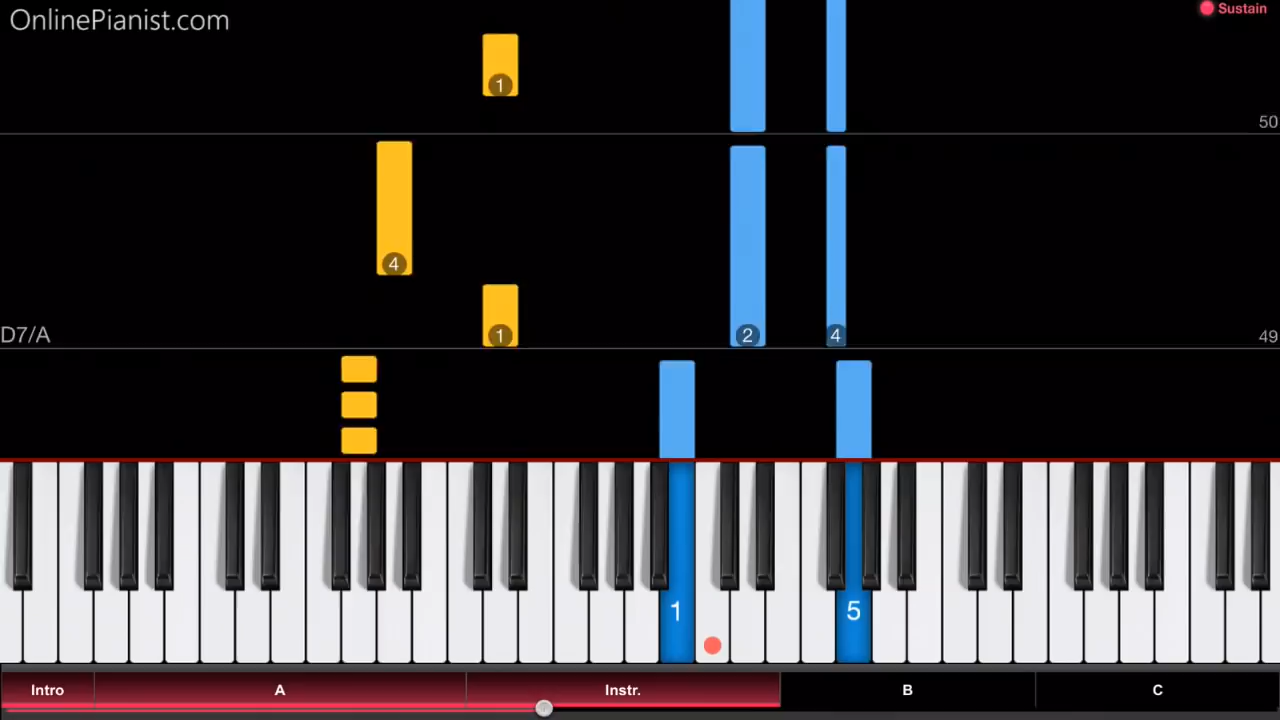 OnlinePianist.com
Sustain
1
50
4
D7/A
1
2
4
49
1
5
Intro
A
Instr.
B
C